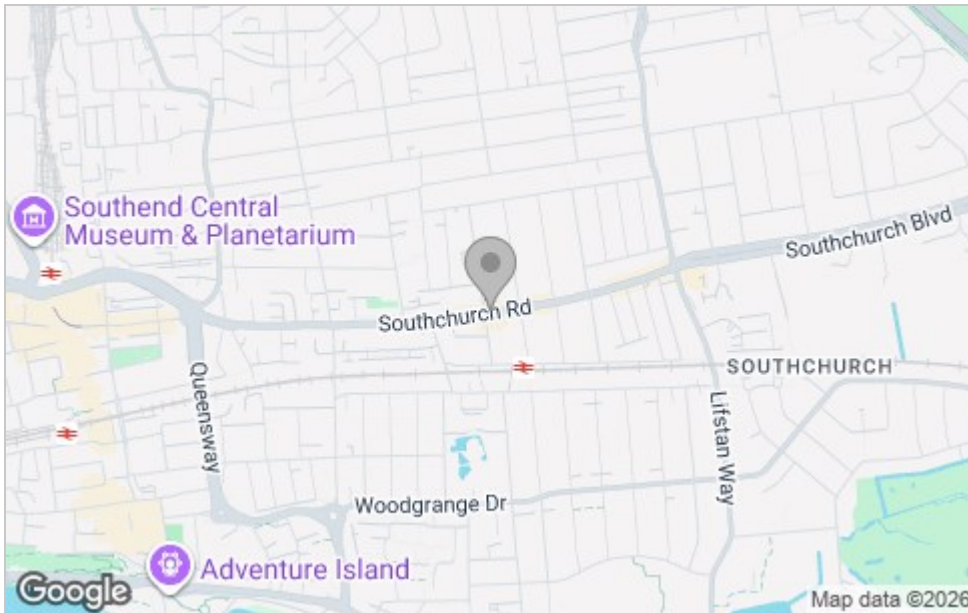 Southend Central
Museum & Planetarium
Southchurch Blvd
Southchurch Rd
SOUTHCHURCH
Queensway
Lifstan Way
Woodgrange Dr
Adventure Island
Google
Map data ©2026